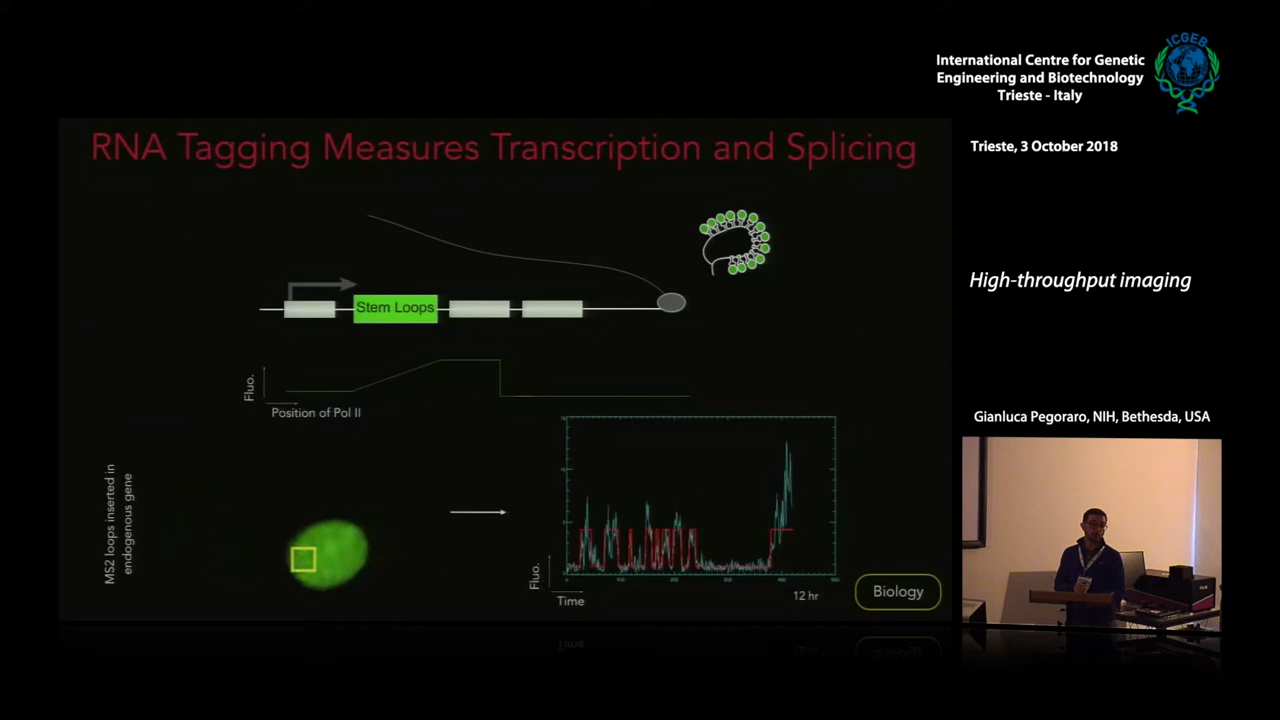 International Centre for Genetic
Engineering and Biotechnology
Trieste - Italy
ICGEB
Trieste, 3 October 2018
RNA Tagging Measures Transcription and Splicing
High-throughput imaging
Stem Loops
Fluo.
Position of Pol II
Gianluca Pegoraro, NIH, Bethesda, USA
MS2 loops inserted in
endogenous gene
Fluo.
Time
12 hr
Biology